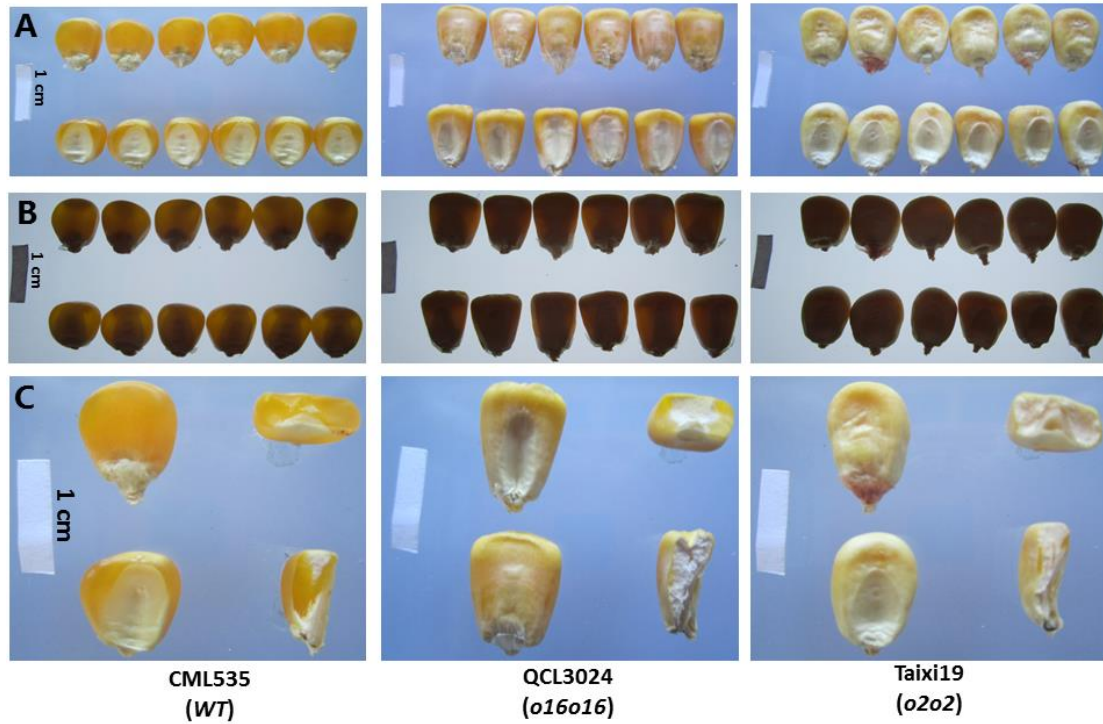 A
1 cm
B
1 cm
C
1 cm
CML535
(WT)
QCL3024
(o16o16)
Taixi19
(o2o2)